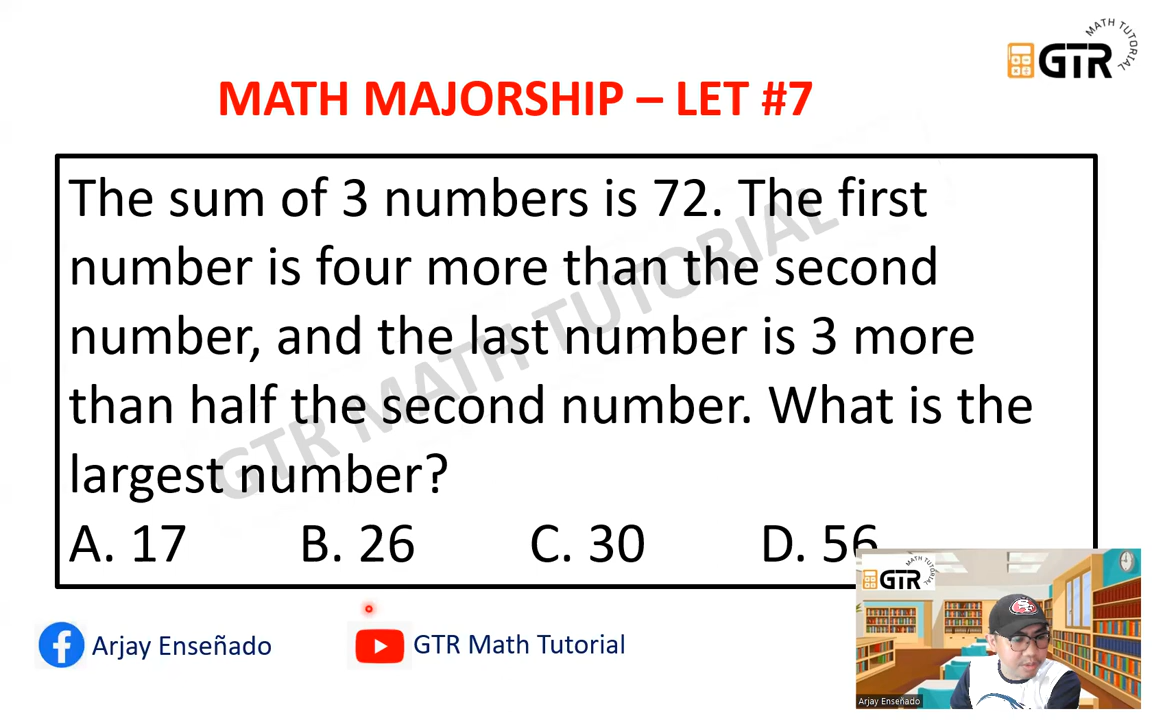 MATH TUTORIAL
GTR
MATH MAJORSHIP – LET #7
The sum of 3 numbers is 72. The first
number is four more than the second
number, and the last number is 3 more
than half the second number. What is the
largest number?
A. 17 B. 26 C. 30 D. 56
GTR MATH TUTORIAL
MATH TUTORIAL
GTR
Arjay Enseñado
GTR Math Tutorial
Arjay Enseñado